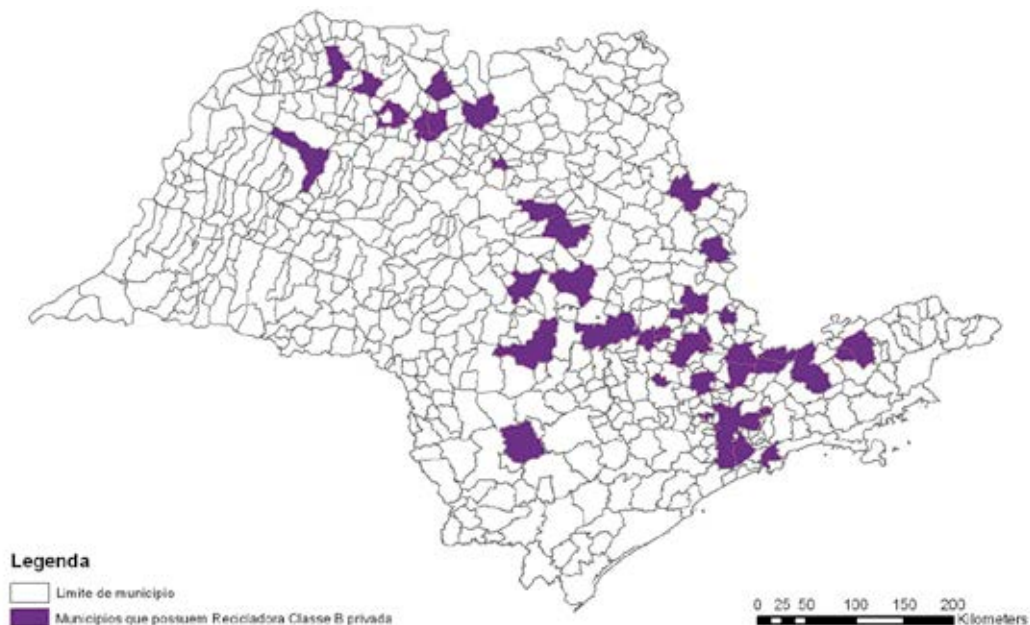 Legenda
Limite de município
Municípios que possuem Recicladora Classe B privada
0 25 50 100 150 200
Kilometers